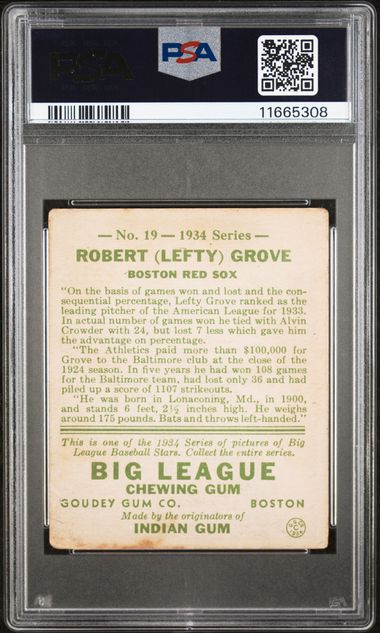 PSA
PSA
11665308
— No. 19 — 1934 Series —
ROBERT (LEFTY) GROVE
BOSTON RED SOX
"On the basis of games won and lost and the con-
sequential percentage, Lefty Grove ranked as the
leading pitcher of the American League for 1933.
In actual number of games won he tied with Alvin
Crowder with 24, but lost 7 less which gave him
the advantage on percentage.
"The Athletics paid more than $100,000 for
Grove to the Baltimore club at the close of the
1924 season. In five years he had won 108 games
for the Baltimore team, had lost only 36 and had
piled up a score of 1107 strikeouts.
"He was born in Lonaconing, Md., in 1900,
and stands 6 feet, 2½ inches high. He weighs
around 175 pounds. Bats and throws left-handed."
This is one of the 1934 Series of pictures of Big
League Baseball Stars. Collect the entire series.
BIG LEAGUE
CHEWING GUM
GOUDEY GUM CO. BOSTON
Made by the originators of
INDIAN GUM